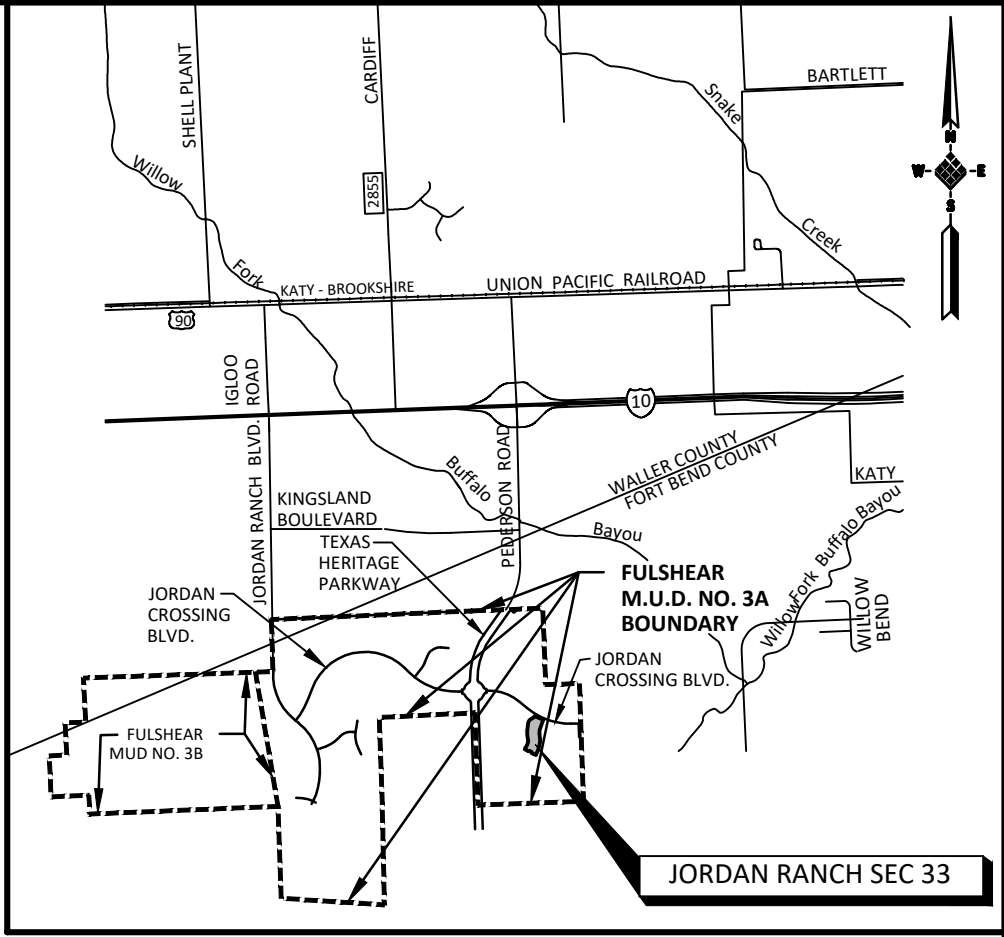 SHELL PLANT
CARDIFF
BARTLETT
Snake
Creek
Willow
Fork
2855
N
W
E
S
KATY - BROOKSHIRE
UNION PACIFIC RAILROAD
90
IGLOO
ROAD
10
JORDAN RANCH BLVD.
PEDERSON ROAD
WALLER COUNTY
FORT BEND COUNTY
KATY
Buffalo
Bayou
KINGSLAND
BOULEVARD
TEXAS
HERITAGE
PARKWAY
Willow Fork Buffalo Bayou
WILLOW
BEND
JORDAN
CROSSING
BLVD.
FULSHEAR
M.U.D. NO. 3A
BOUNDARY
JORDAN
CROSSING BLVD.
FULSHEAR
MUD NO. 3B
JORDAN RANCH SEC 33